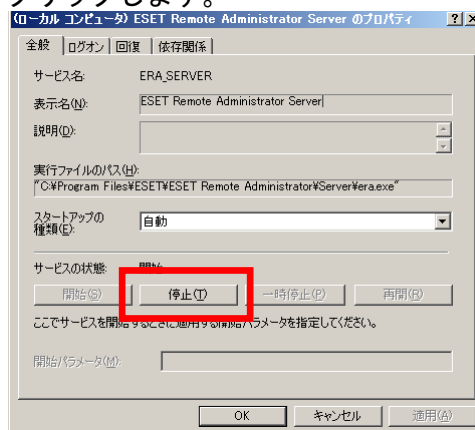 クリックします。
(ローカル コンピュータ) ESET Remote Administrator Server のプロパティ ? ×
全般 ログオン 回復 依存関係
サービス名: ERA_SERVER
表示名(N): ESET Remote Administrator Server
説明(D):
実行ファイルのパス(H):
"C:¥Program Files¥ESET¥ESET Remote Administrator¥Server¥era.exe"
スタートアップの
種類(E): 自動
サービスの状態: 開始
開始(S) 停止(T) 一時停止(P) 再開(R)
ここでサービスを開始するときに適用する開始パラメータを指定してください。
開始パラメータ(M):
OK キャンセル 適用(A)